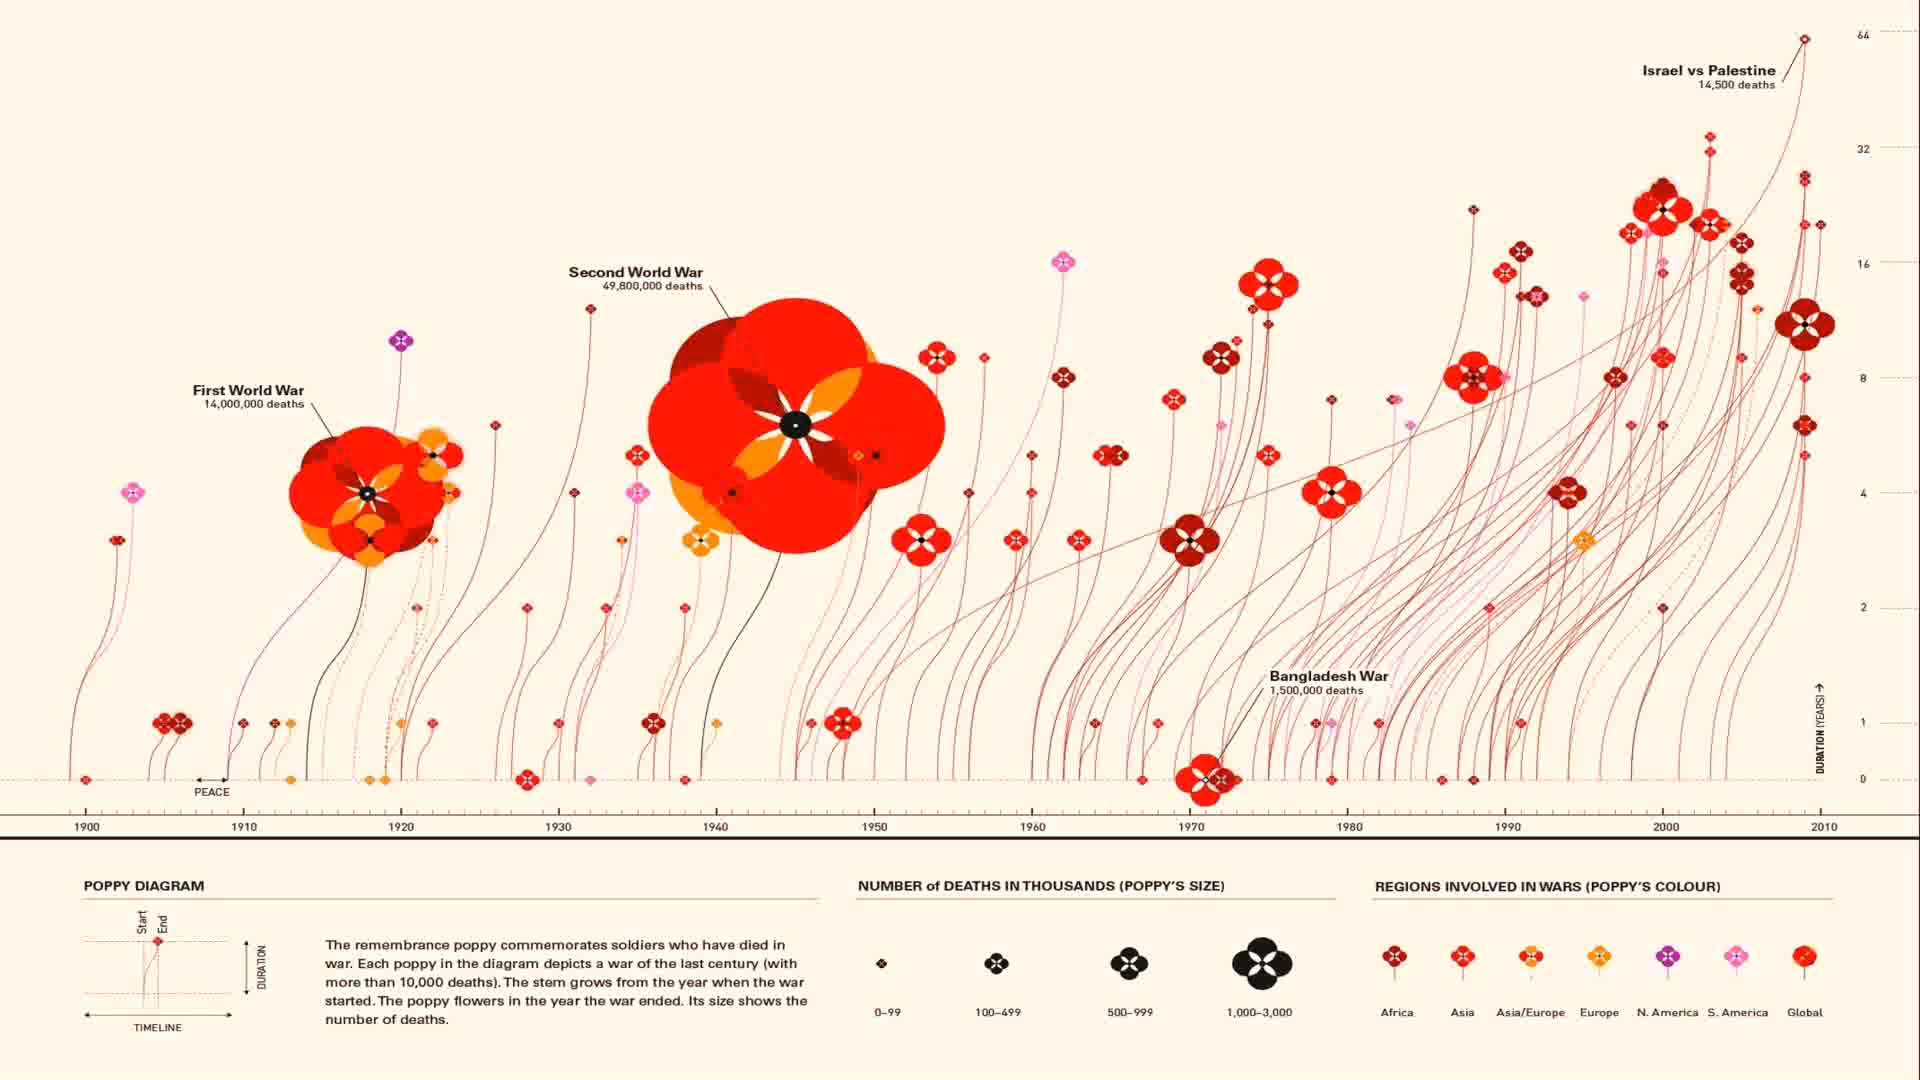 64
Israel vs Palestine
14,500 deaths
32
Second World War
49,800,000 deaths
16
First World War
14,000,000 deaths
8
4
2
Bangladesh War
1,500,000 deaths
1
DURATION (YEARS) →
0
PEACE
1900 1910 1920 1930 1940 1950 1960 1970 1980 1990 2000 2010
POPPY DIAGRAM
Start
End
DURATION
TIMELINE
The remembrance poppy commemorates soldiers who have died in
war. Each poppy in the diagram depicts a war of the last century (with
more than 10,000 deaths). The stem grows from the year when the war
started. The poppy flowers in the year the war ended. Its size shows the
number of deaths.
NUMBER of DEATHS IN THOUSANDS (POPPY'S SIZE)
0–99 100–499 500–999 1,000–3,000
REGIONS INVOLVED IN WARS (POPPY'S COLOUR)
Africa Asia Asia/Europe Europe N. America S. America Global